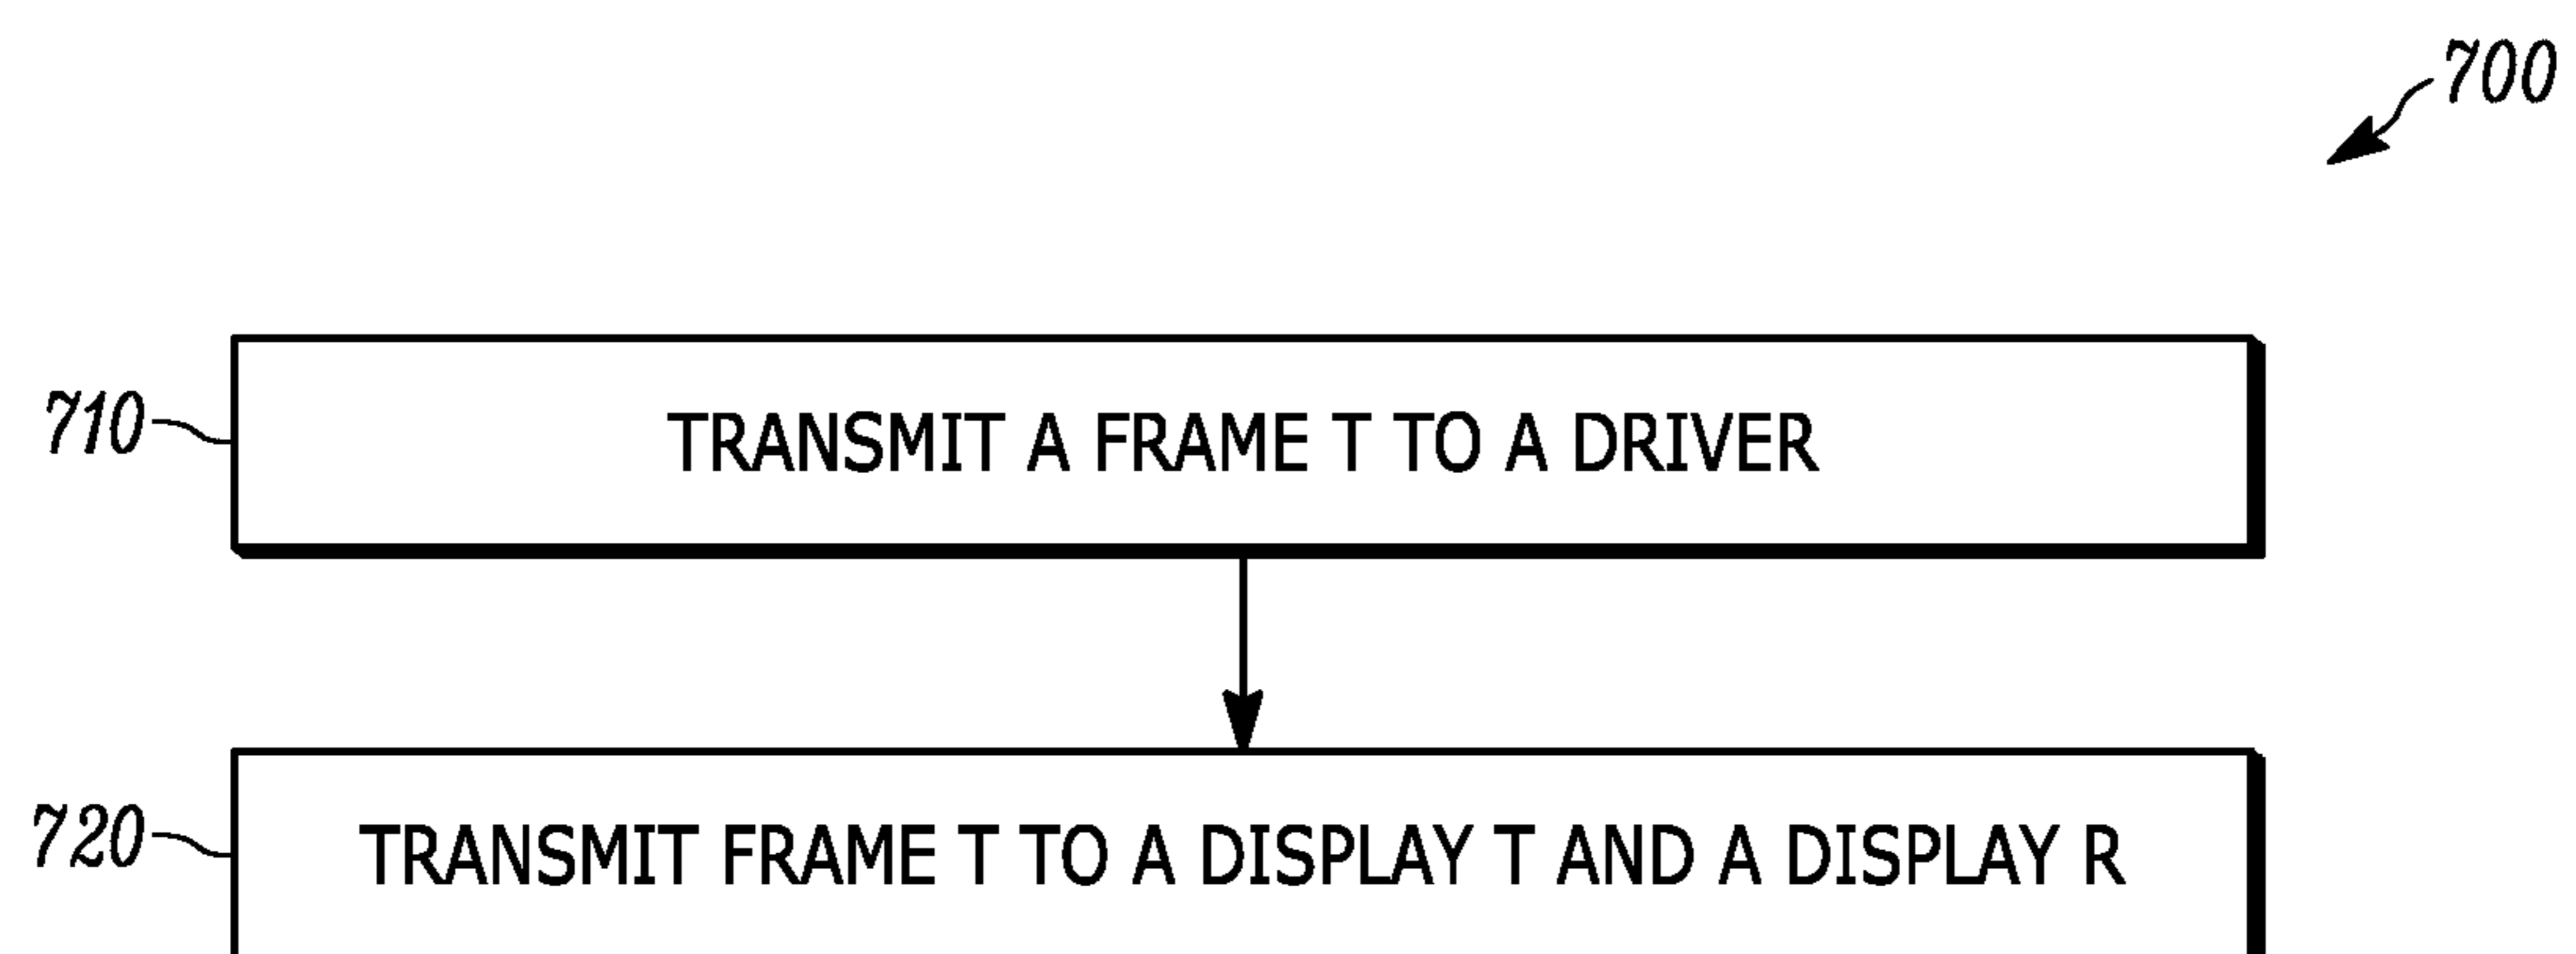 700
710
TRANSMIT A FRAME T TO A DRIVER
720
TRANSMIT FRAME T TO A DISPLAY T AND A DISPLAY R